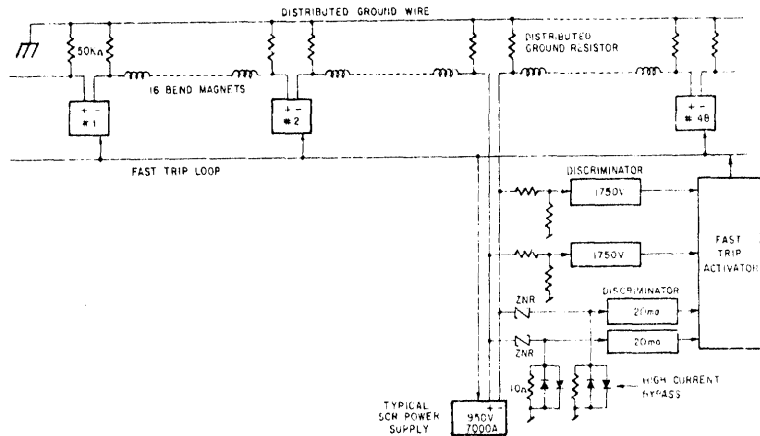 DISTRIBUTED GROUND WIRE
50KΩ
DISTRIBUTED
GROUND RESISTOR
16 BEND MAGNETS
+ -
#1
+ -
#2
+ -
#48
FAST TRIP LOOP
DISCRIMINATOR
1750V
1750V
FAST
TRIP
ACTIVATOR
DISCRIMINATOR
ZNR
20ma
20ma
ZNR
10Ω
HIGH CURRENT
BYPASS
TYPICAL
SCR POWER
SUPPLY
+ -
950V
7000A